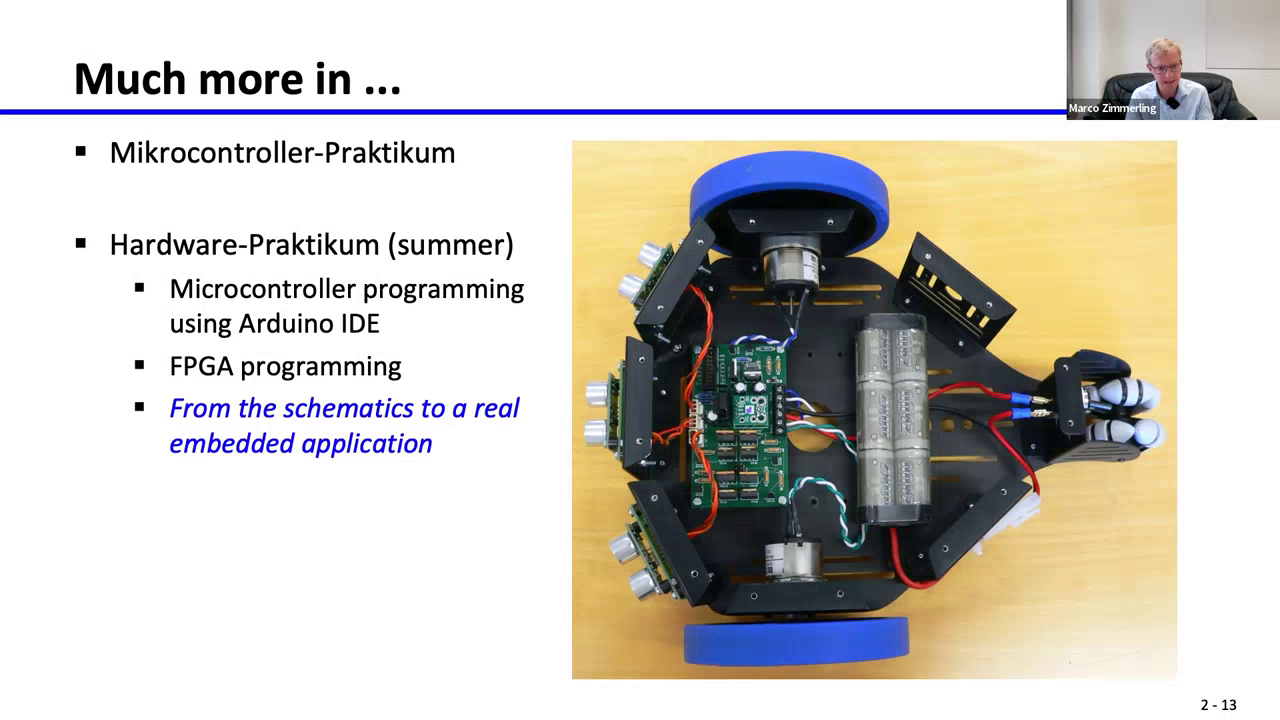 Much more in ...
Marco Zimmerling
▪ Mikrocontroller-Praktikum
▪ Hardware-Praktikum (summer)
▪ Microcontroller programming
using Arduino IDE
▪ FPGA programming
▪ From the schematics to a real
embedded application
2 - 13